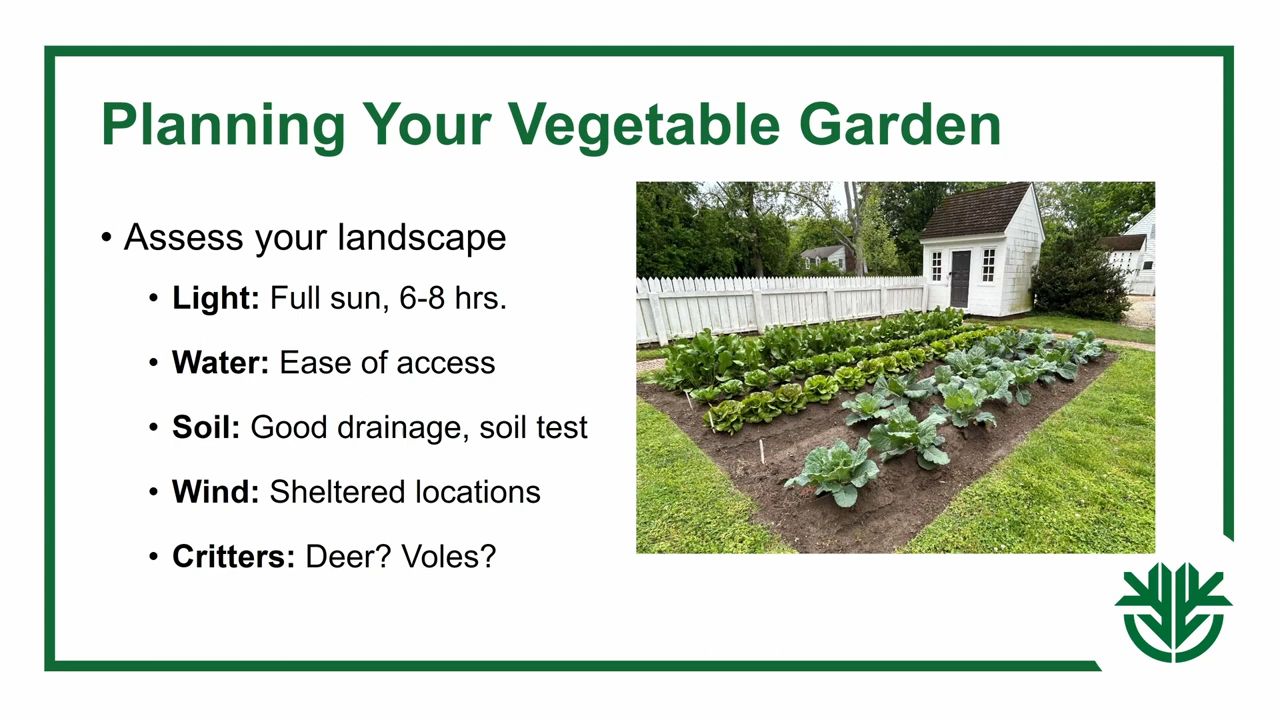 Planning Your Vegetable Garden
• Assess your landscape
• Light: Full sun, 6-8 hrs.
• Water: Ease of access
• Soil: Good drainage, soil test
• Wind: Sheltered locations
• Critters: Deer? Voles?